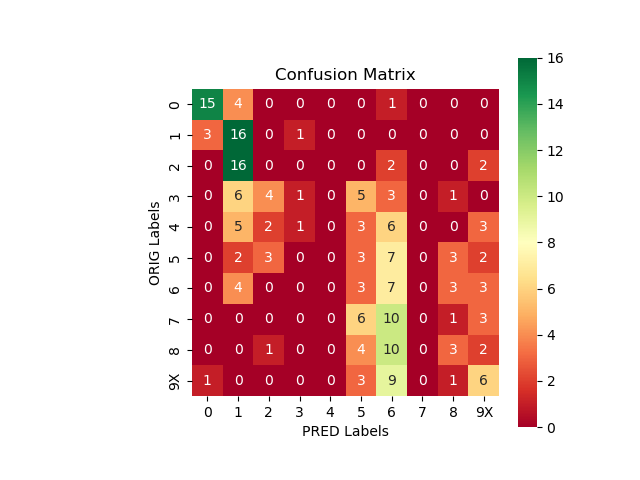 Confusion Matrix
16
14
12
10
8
6
4
2
0
ORIG Labels
0 15 4 0 0 0 0 1 0 0 0
1 3 16 0 1 0 0 0 0 0 0
2 0 16 0 0 0 0 2 0 0 2
3 0 6 4 1 0 5 3 0 1 0
4 0 5 2 1 0 3 6 0 0 3
5 0 2 3 0 0 3 7 0 3 2
6 0 4 0 0 0 3 7 0 3 3
7 0 0 0 0 0 6 10 0 1 3
8 0 0 1 0 0 4 10 0 3 2
9X 1 0 0 0 0 3 9 0 1 6
0 1 2 3 4 5 6 7 8 9X
PRED Labels